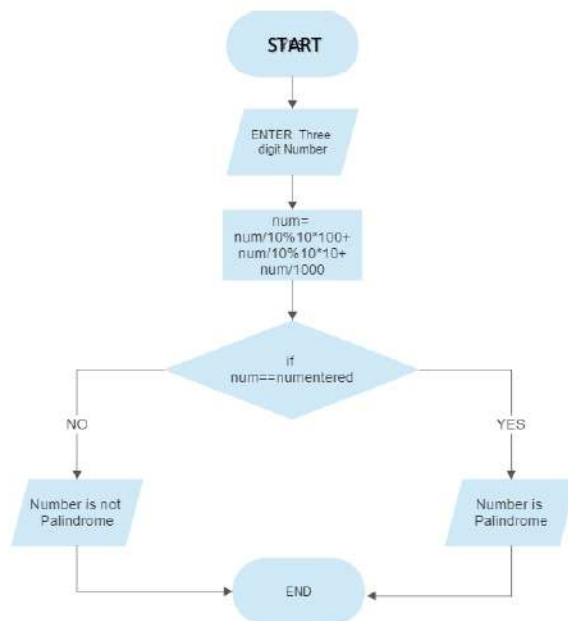 START
ENTER Three
digit Number
num=
num/10%10*100+
num/10%10*10+
num/1000
if
num==numentered
NO
YES
Number is not
Palindrome
Number is
Palindrome
END